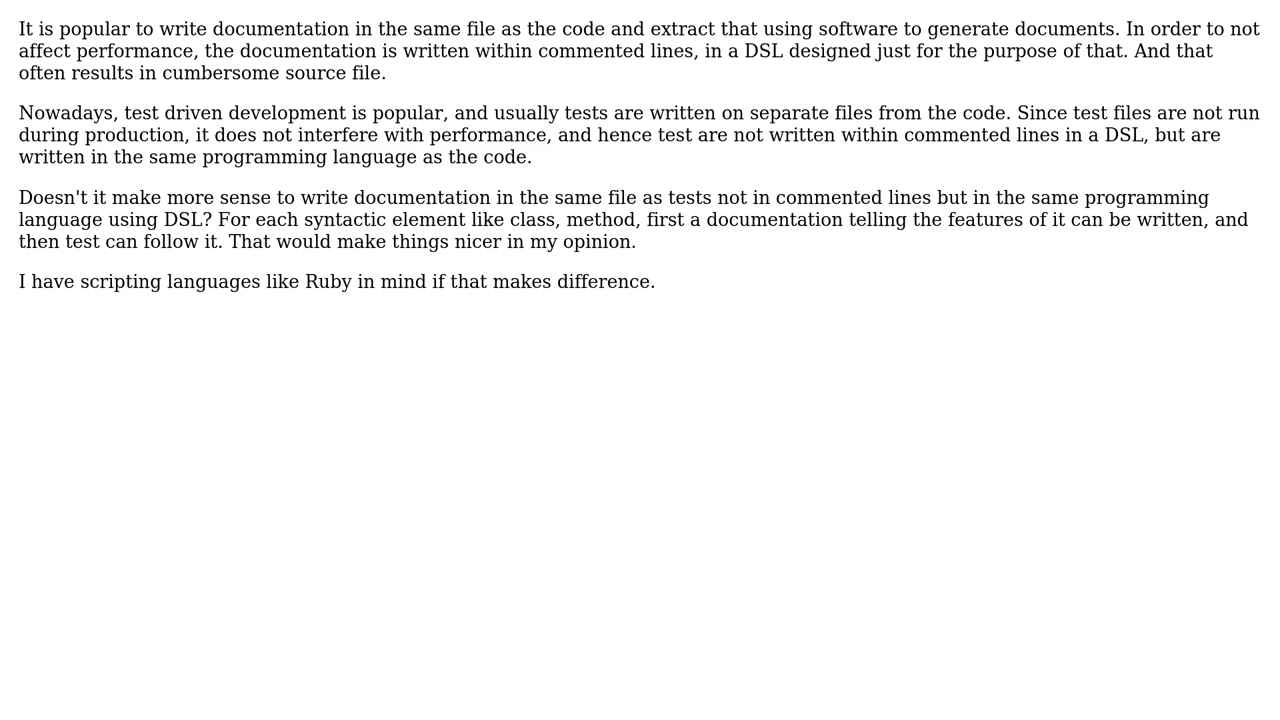 It is popular to write documentation in the same file as the code and extract that using software to generate documents. In order to not
affect performance, the documentation is written within commented lines, in a DSL designed just for the purpose of that. And that
often results in cumbersome source file.
Nowadays, test driven development is popular, and usually tests are written on separate files from the code. Since test files are not run
during production, it does not interfere with performance, and hence test are not written within commented lines in a DSL, but are
written in the same programming language as the code.
Doesn't it make more sense to write documentation in the same file as tests not in commented lines but in the same programming
language using DSL? For each syntactic element like class, method, first a documentation telling the features of it can be written, and
then test can follow it. That would make things nicer in my opinion.
I have scripting languages like Ruby in mind if that makes difference.